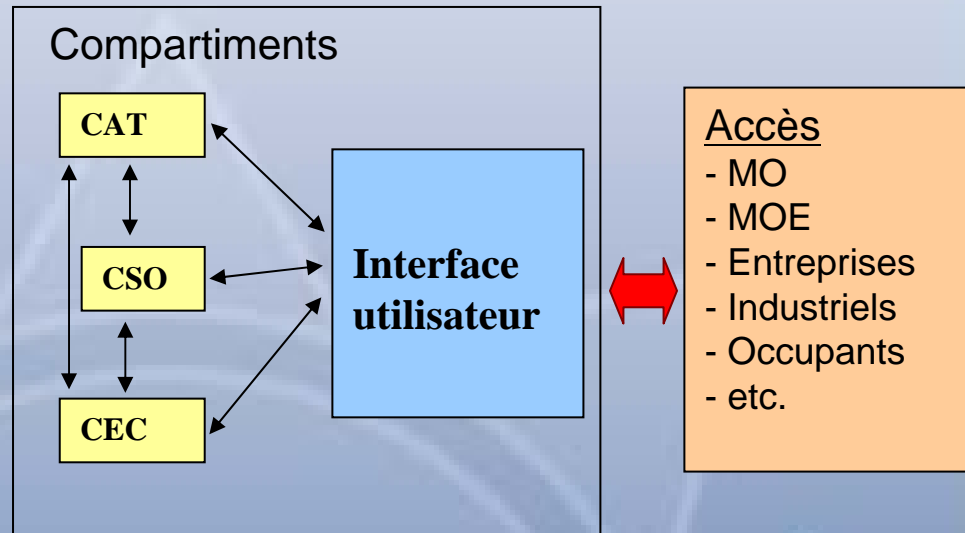 Compartiments
CAT
CSO
CEC
Interface
utilisateur
Accès
- MO
- MOE
- Entreprises
- Industriels
- Occupants
- etc.